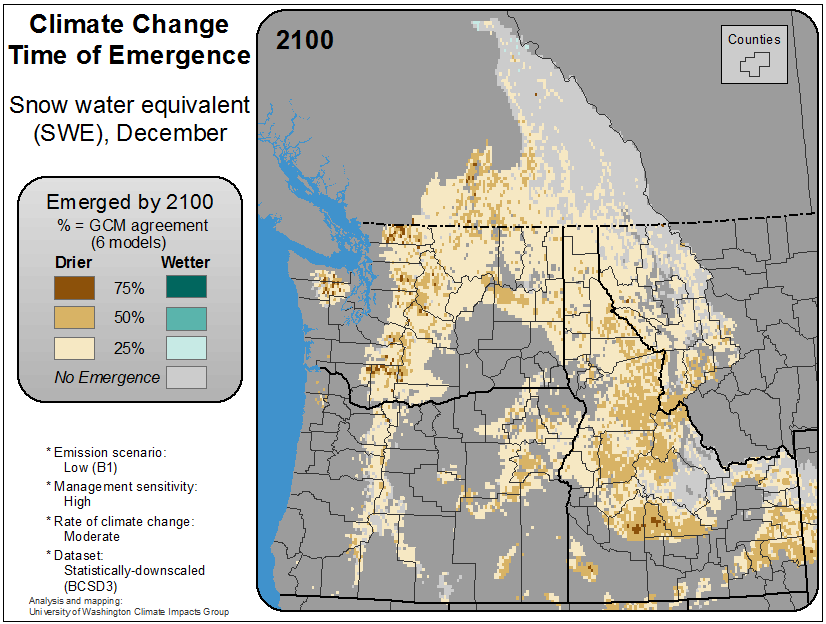 Climate Change
Time of Emergence
Snow water equivalent
(SWE), December
Emerged by 2100
% = GCM agreement
(6 models)
Drier Wetter
75%
50%
25%
No Emergence
* Emission scenario:
Low (B1)
* Management sensitivity:
High
* Rate of climate change:
Moderate
* Dataset:
Statistically-downscaled
(BCSD3)
Analysis and mapping:
University of Washington Climate Impacts Group
2100
Counties